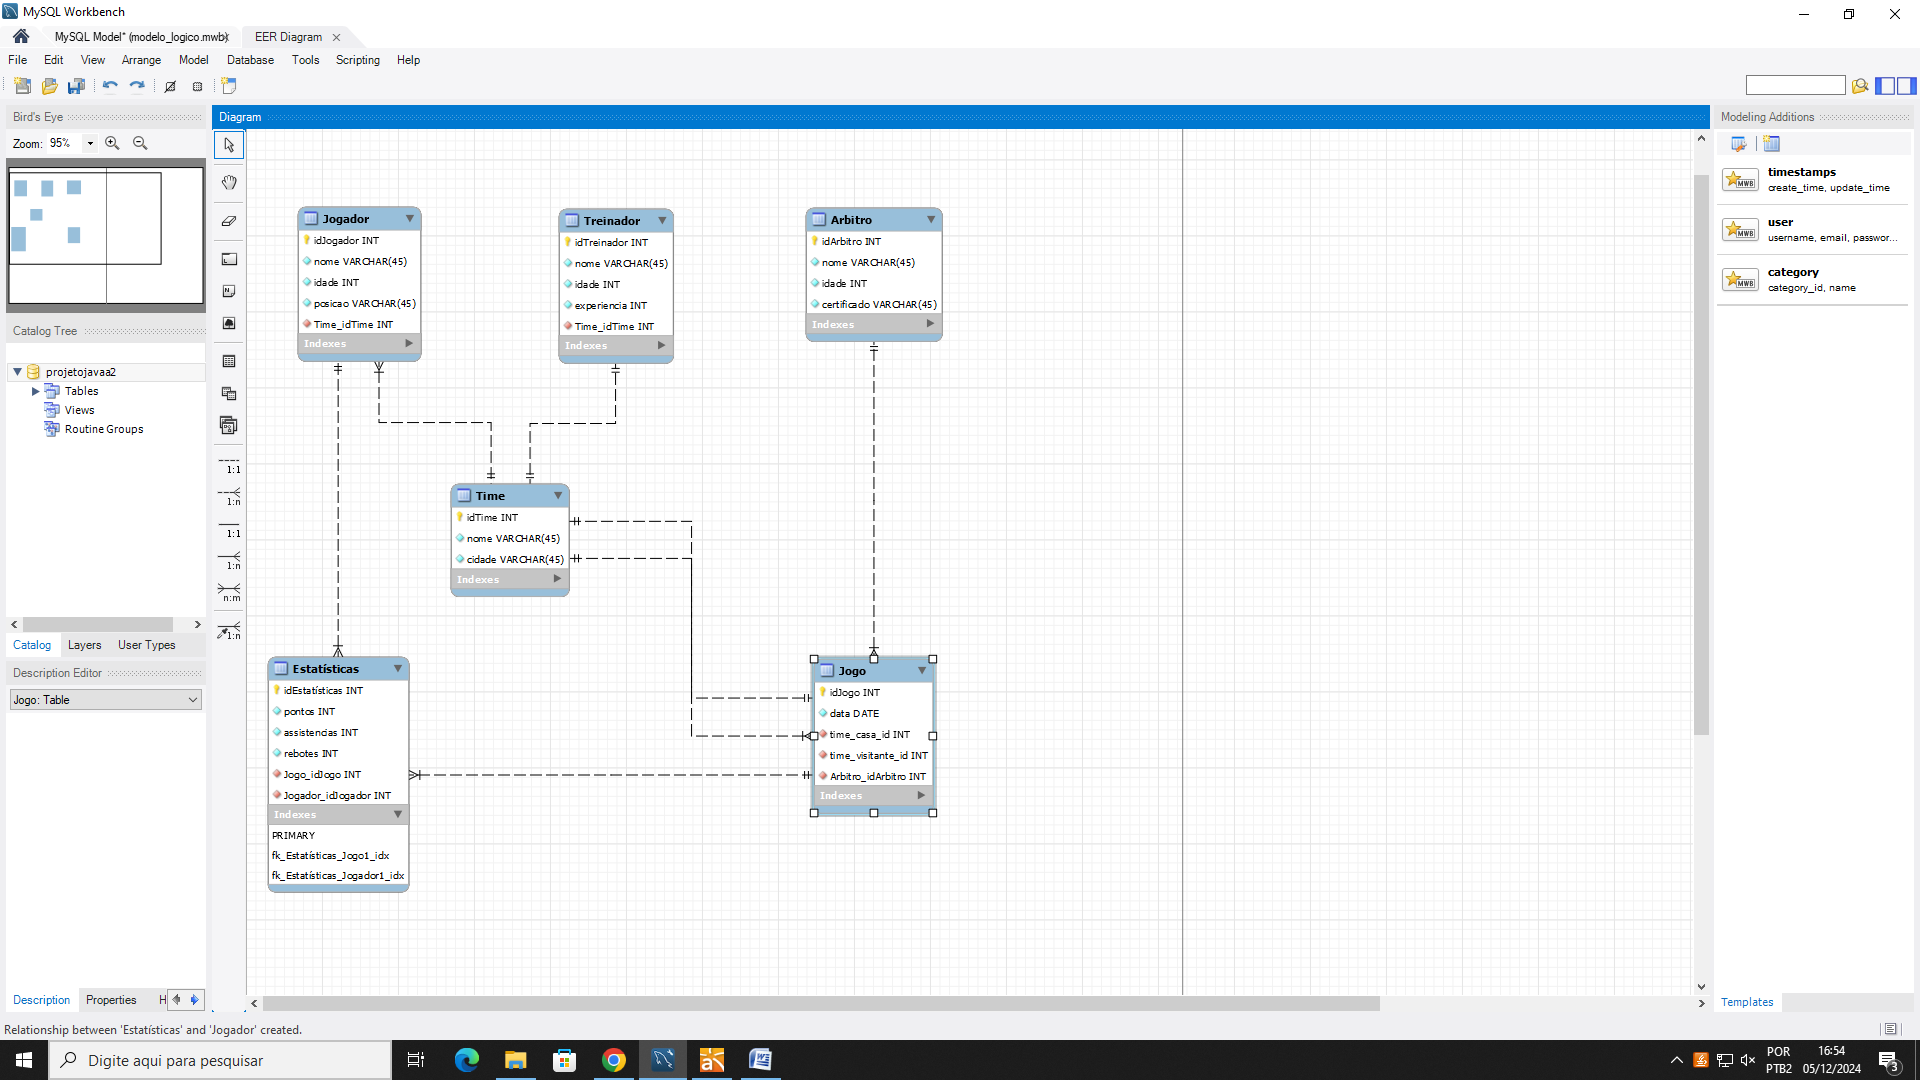 MySQL Workbench
MySQL Model* (modelo_logico.mwb)
EER Diagram
File Edit View Arrange Model Database Tools Scripting Help
Bird's Eye
Zoom: 95%
Catalog Tree
projetojavaa2
Tables
Views
Routine Groups
Catalog Layers User Types
Description Editor
Jogo: Table
Description Properties H
Diagram
1:1
1:n
1:1
1:n
n:m
1:n
Jogador
idJogador INT
nome VARCHAR(45)
idade INT
posicao VARCHAR(45)
Time_idTime INT
Indexes
Treinador
idTreinador INT
nome VARCHAR(45)
idade INT
experiencia INT
Time_idTime INT
Indexes
Arbitro
idArbitro INT
nome VARCHAR(45)
idade INT
certificado VARCHAR(45)
Indexes
Time
idTime INT
nome VARCHAR(45)
cidade VARCHAR(45)
Indexes
Estatísticas
idEstatísticas INT
pontos INT
assistencias INT
rebotes INT
Jogo_idJogo INT
Jogador_idJogador INT
Indexes
PRIMARY
fk_Estatísticas_Jogo1_idx
fk_Estatísticas_Jogador1_idx
Jogo
idJogo INT
data DATE
time_casa_id INT
time_visitante_id INT
Arbitro_idArbitro INT
Indexes
Modeling Additions
MWB
timestamps
create_time, update_time
MWB
user
username, email, passwor...
MWB
category
category_id, name
Templates
Relationship between 'Estatísticas' and 'Jogador' created.
Digite aqui para pesquisar
POR
PTB2
16:54
05/12/2024
3